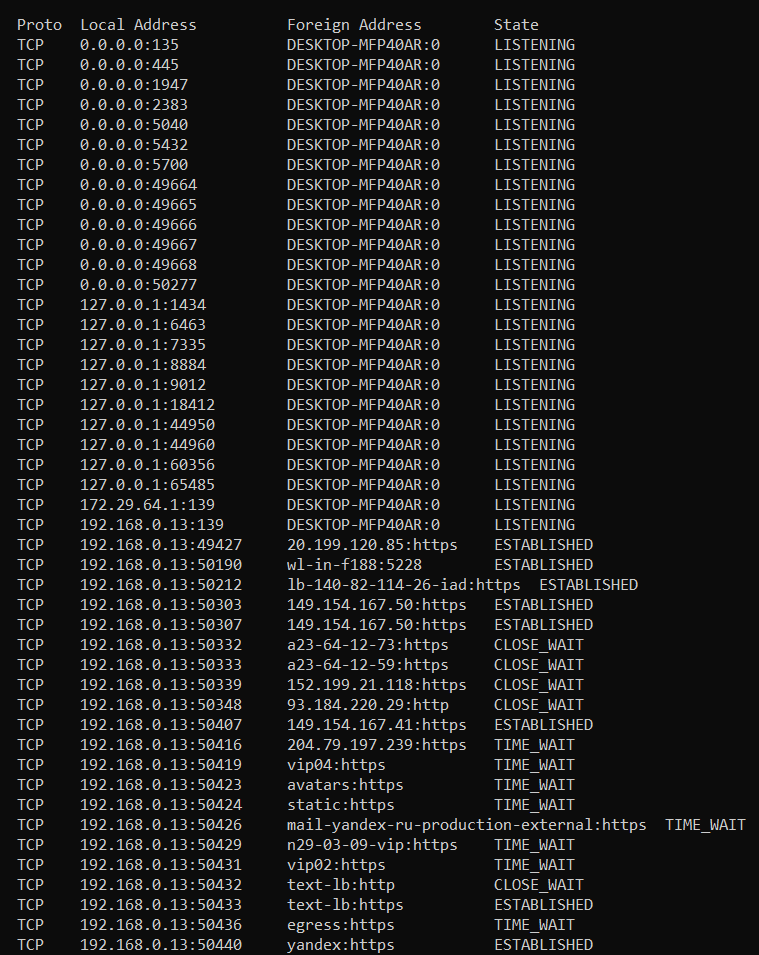 Proto  Local Address          Foreign Address        State
TCP    0.0.0.0:135            DESKTOP-MFP40AR:0      LISTENING
TCP    0.0.0.0:445            DESKTOP-MFP40AR:0      LISTENING
TCP    0.0.0.0:1947           DESKTOP-MFP40AR:0      LISTENING
TCP    0.0.0.0:2383           DESKTOP-MFP40AR:0      LISTENING
TCP    0.0.0.0:5040           DESKTOP-MFP40AR:0      LISTENING
TCP    0.0.0.0:5432           DESKTOP-MFP40AR:0      LISTENING
TCP    0.0.0.0:5700           DESKTOP-MFP40AR:0      LISTENING
TCP    0.0.0.0:49664          DESKTOP-MFP40AR:0      LISTENING
TCP    0.0.0.0:49665          DESKTOP-MFP40AR:0      LISTENING
TCP    0.0.0.0:49666          DESKTOP-MFP40AR:0      LISTENING
TCP    0.0.0.0:49667          DESKTOP-MFP40AR:0      LISTENING
TCP    0.0.0.0:49668          DESKTOP-MFP40AR:0      LISTENING
TCP    0.0.0.0:50277          DESKTOP-MFP40AR:0      LISTENING
TCP    127.0.0.1:1434         DESKTOP-MFP40AR:0      LISTENING
TCP    127.0.0.1:6463         DESKTOP-MFP40AR:0      LISTENING
TCP    127.0.0.1:7335         DESKTOP-MFP40AR:0      LISTENING
TCP    127.0.0.1:8884         DESKTOP-MFP40AR:0      LISTENING
TCP    127.0.0.1:9012         DESKTOP-MFP40AR:0      LISTENING
TCP    127.0.0.1:18412        DESKTOP-MFP40AR:0      LISTENING
TCP    127.0.0.1:44950        DESKTOP-MFP40AR:0      LISTENING
TCP    127.0.0.1:44960        DESKTOP-MFP40AR:0      LISTENING
TCP    127.0.0.1:60356        DESKTOP-MFP40AR:0      LISTENING
TCP    127.0.0.1:65485        DESKTOP-MFP40AR:0      LISTENING
TCP    172.29.64.1:139        DESKTOP-MFP40AR:0      LISTENING
TCP    192.168.0.13:139       DESKTOP-MFP40AR:0      LISTENING
TCP    192.168.0.13:49427     20.199.120.85:https    ESTABLISHED
TCP    192.168.0.13:50190     wl-in-f188:5228        ESTABLISHED
TCP    192.168.0.13:50212     lb-140-82-114-26-iad:https  ESTABLISHED
TCP    192.168.0.13:50303     149.154.167.50:https   ESTABLISHED
TCP    192.168.0.13:50307     149.154.167.50:https   ESTABLISHED
TCP    192.168.0.13:50332     a23-64-12-73:https     CLOSE_WAIT
TCP    192.168.0.13:50333     a23-64-12-59:https     CLOSE_WAIT
TCP    192.168.0.13:50339     152.199.21.118:https   CLOSE_WAIT
TCP    192.168.0.13:50348     93.184.220.29:http     CLOSE_WAIT
TCP    192.168.0.13:50407     149.154.167.41:https   ESTABLISHED
TCP    192.168.0.13:50416     204.79.197.239:https   TIME_WAIT
TCP    192.168.0.13:50419     vip04:https            TIME_WAIT
TCP    192.168.0.13:50423     avatars:https          TIME_WAIT
TCP    192.168.0.13:50424     static:https           TIME_WAIT
TCP    192.168.0.13:50426     mail-yandex-ru-production-external:https  TIME_WAIT
TCP    192.168.0.13:50429     n29-03-09-vip:https    TIME_WAIT
TCP    192.168.0.13:50431     vip02:https            TIME_WAIT
TCP    192.168.0.13:50432     text-lb:http           CLOSE_WAIT
TCP    192.168.0.13:50433     text-lb:https          ESTABLISHED
TCP    192.168.0.13:50436     egress:https           TIME_WAIT
TCP    192.168.0.13:50440     yandex:https           ESTABLISHED